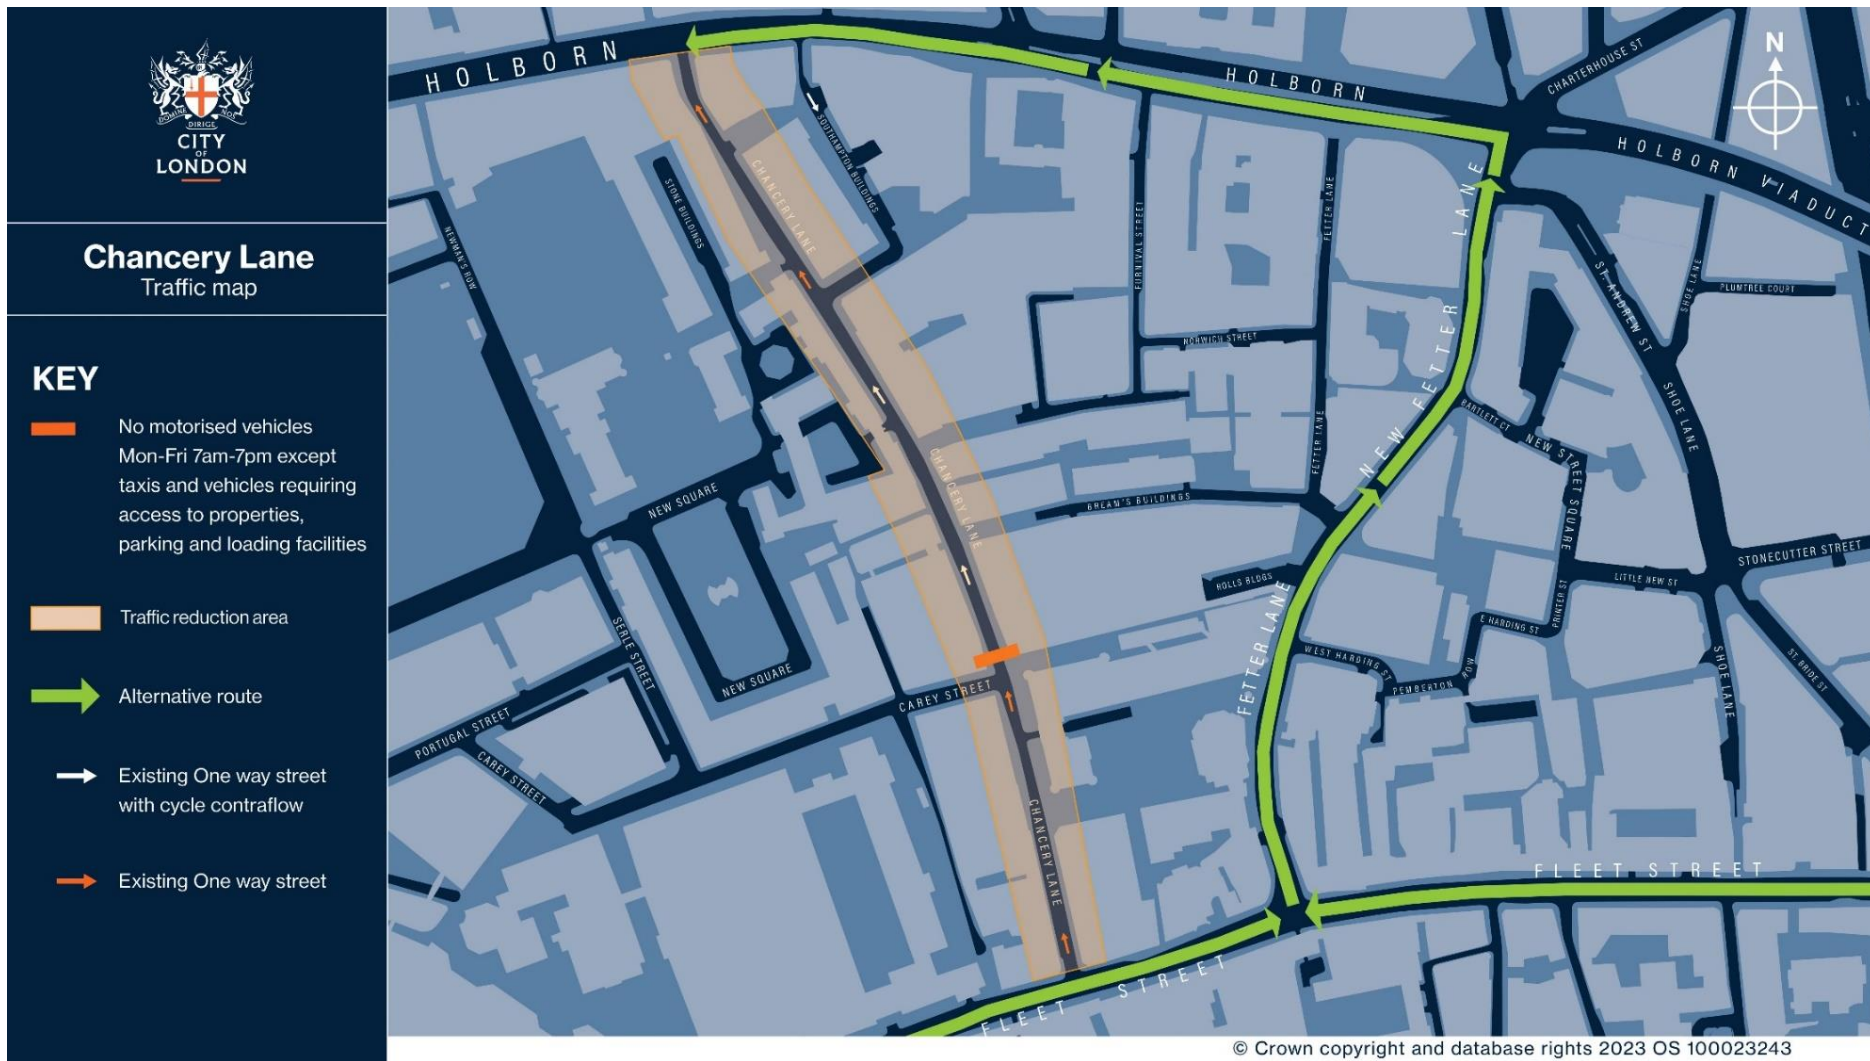 DOMINE NOS
DIRIGE
CITY
OF
LONDON
Chancery Lane
Traffic map
KEY
No motorised vehicles
Mon-Fri 7am-7pm except
taxis and vehicles requiring
access to properties,
parking and loading facilities
Traffic reduction area
Alternative route
Existing One way street
with cycle contraflow
Existing One way street
HOLBORN
HOLBORN
CHARTERHOUSE ST
N
HOLBORN VIADUCT
SOUTHAMPTON BUILDINGS
CHANCERY LANE
STONE BUILDINGS
NEWMAN'S ROW
FURNIVAL STREET
FETTER LANE
NEW FETTER LANE
ST. ANDREW ST
SHOE LANE
PLUMTREE COURT
NORWICH STREET
FETTER LANE
BARTLETT CT
NEW STREET SQUARE
SHOE LANE
NEW SQUARE
CHANCERY LANE
BREAM'S BUILDINGS
STONECUTTER STREET
ROLLS BLDGS
LITTLE NEW ST
PRINTER ST
E HARDING ST
FETTER LANE
WEST HARDING ST
PEMBERTON ROW
SHOE LANE
ST. BRIDE ST
SERLE STREET
NEW SQUARE
CAREY STREET
PORTUGAL STREET
CAREY STREET
CHANCERY LANE
FLEET STREET
FLEET STREET
© Crown copyright and database rights 2023 OS 100023243